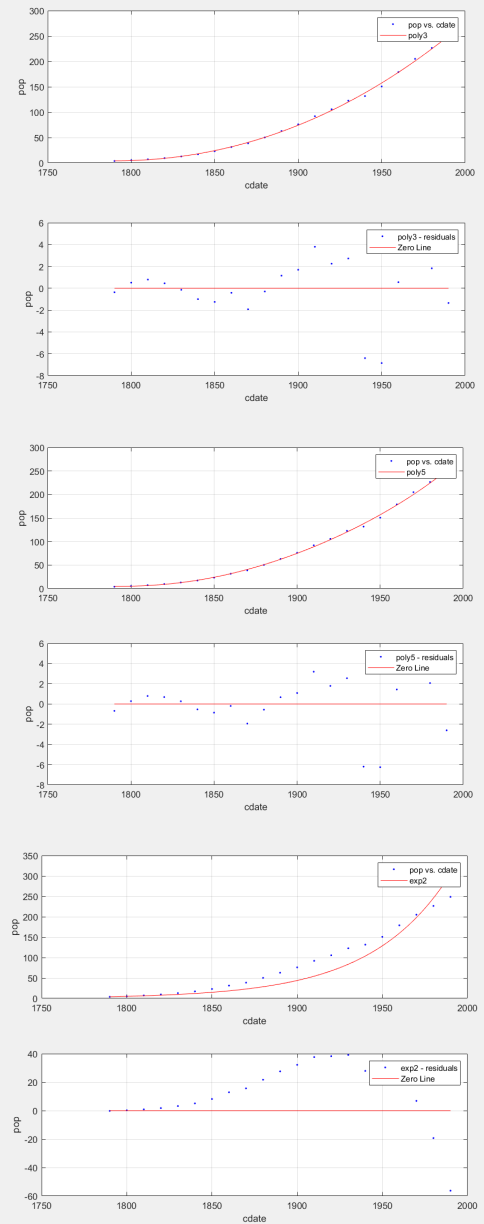 300
250
200
150
100
50
0
pop
pop vs. cdate
poly3
1750 1800 1850 1900 1950 2000
cdate
6
4
2
0
-2
-4
-6
-8
pop
poly3 - residuals
Zero Line
1750 1800 1850 1900 1950 2000
cdate
300
250
200
150
100
50
0
pop
pop vs. cdate
poly5
1750 1800 1850 1900 1950 2000
cdate
6
4
2
0
-2
-4
-6
-8
pop
poly5 - residuals
Zero Line
1750 1800 1850 1900 1950 2000
cdate
350
300
250
200
150
100
50
0
pop
pop vs. cdate
exp2
1750 1800 1850 1900 1950 2000
cdate
40
20
0
-20
-40
-60
pop
exp2 - residuals
Zero Line
1750 1800 1850 1900 1950 2000
cdate